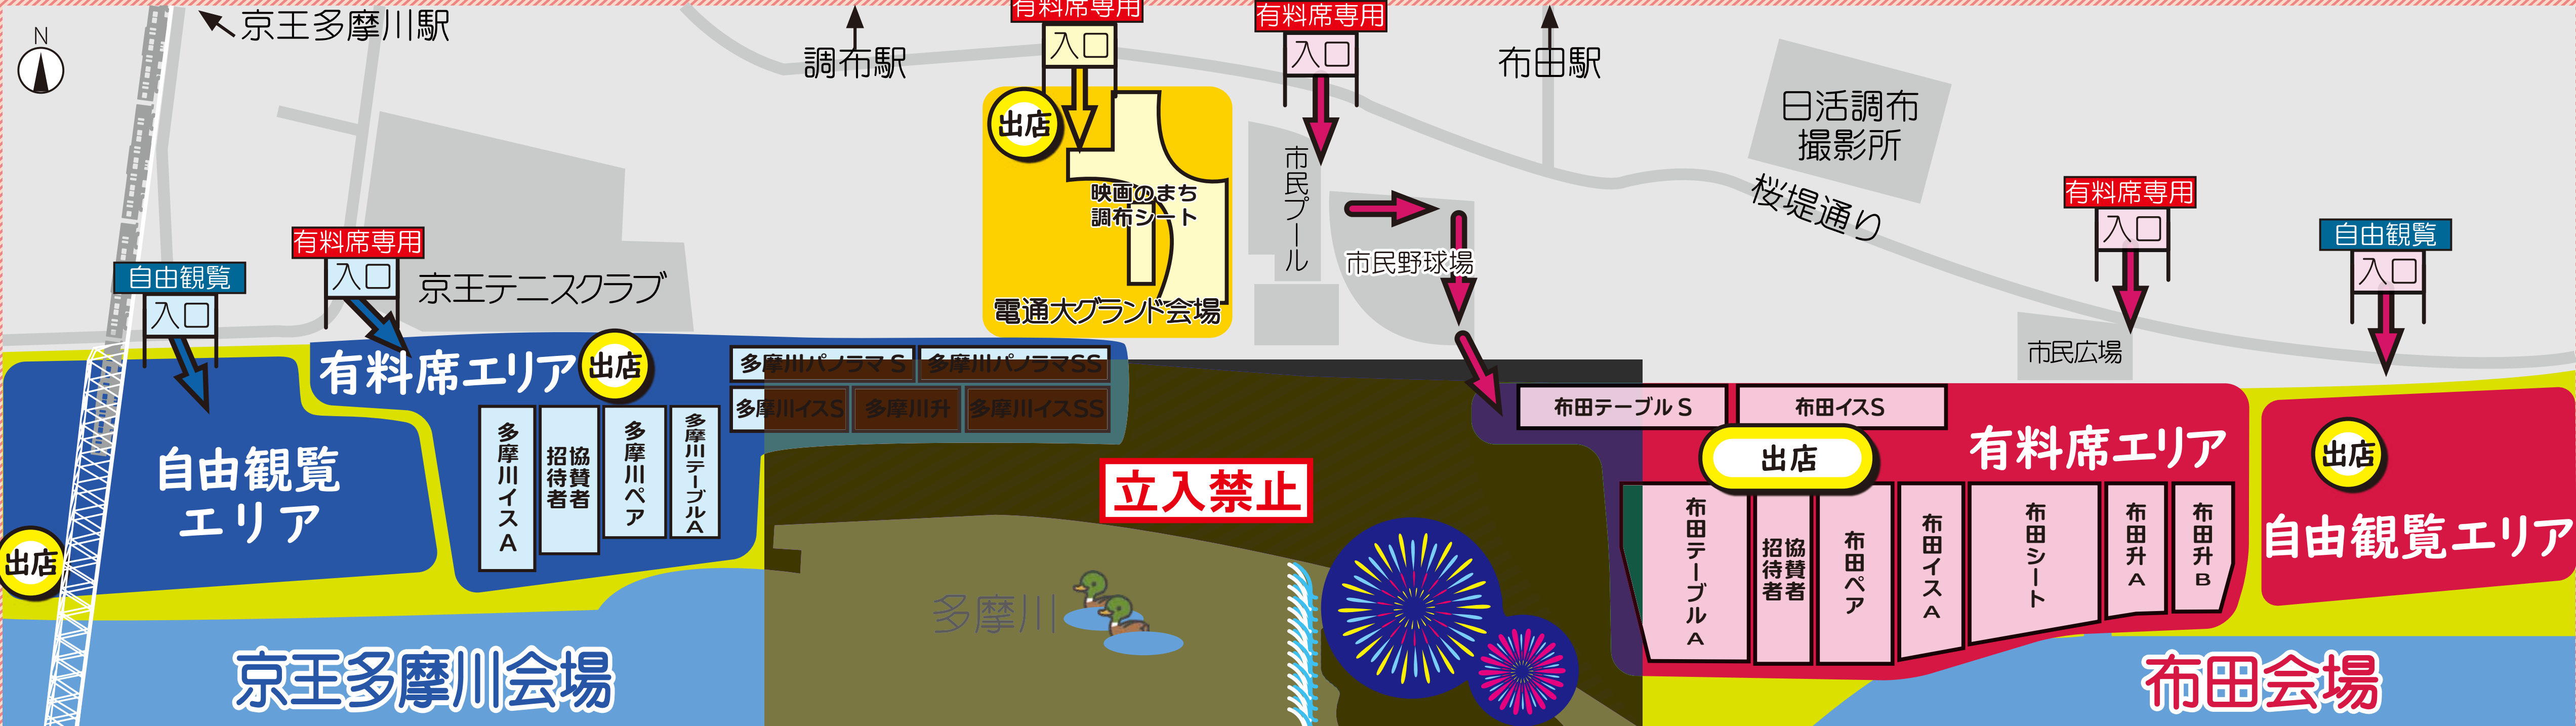 N
京王多摩川駅
調布駅
布田駅
有料席専用
入口
有料席専用
入口
出店
映画のまち
調布シート
電通大グランド会場
市民プール
市民野球場
日活調布
撮影所
桜堤通り
有料席専用
入口
自由観覧
入口
市民広場
自由観覧
入口
有料席専用
入口
京王テニスクラブ
有料席エリア
出店
多摩川パノラマ S
多摩川パノラマSS
多摩川イスS
多摩川升
多摩川イスSS
自由観覧
エリア
出店
多摩川イスA
協賛者
招待者
多摩川ペア
多摩川テーブルA
立入禁止
多摩川
布田テーブル S
布田イスS
出店
有料席エリア
布田テーブルA
協賛者
招待者
布田ペア
布田イスA
布田シート
布田升A
布田升B
出店
自由観覧エリア
京王多摩川会場
布田会場